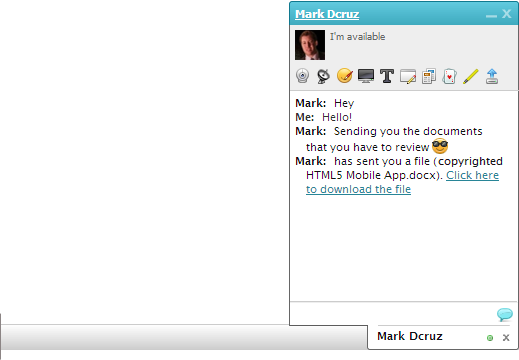 Mark Dcruz
I'm available
Mark: Hey
Me: Hello!
Mark: Sending you the documents
that you have to review
Mark: has sent you a file (copyrighted
HTML5 Mobile App.docx). Click here
to download the file
Mark Dcruz